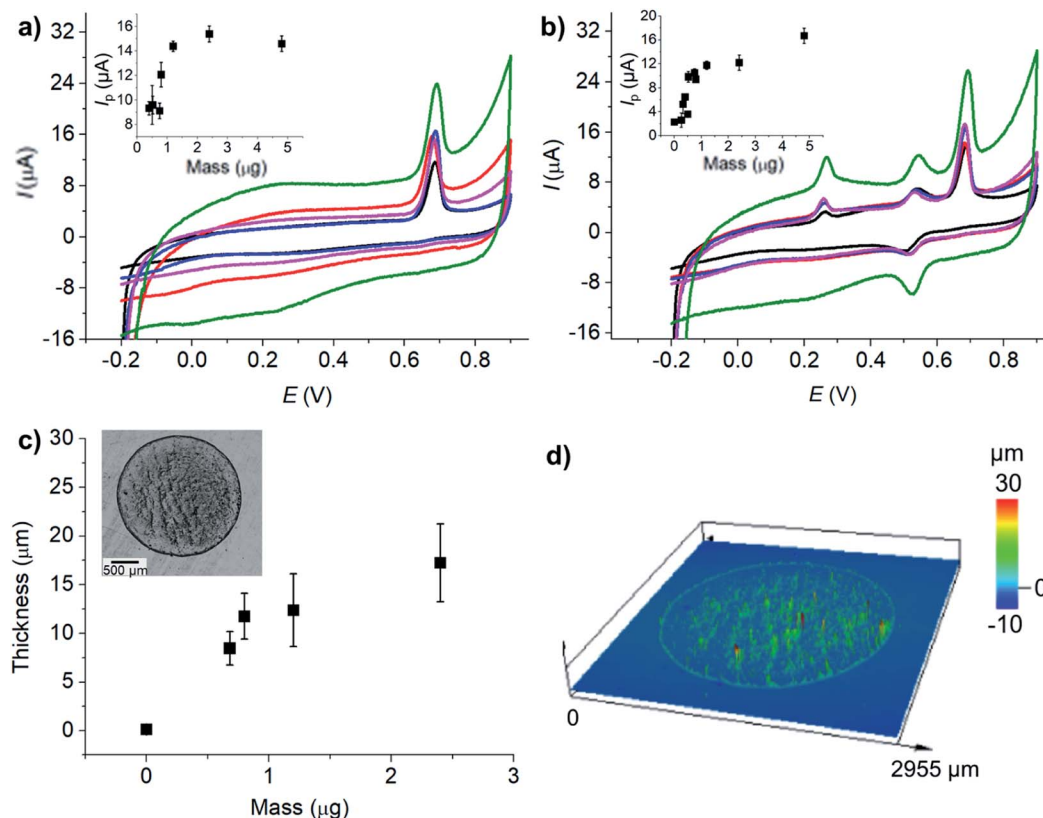 a)
I_p (μA)
16
14
12
10
8
0 1 2 3 4 5
Mass (μg)
I (μA)
32
24
16
8
0
-8
-16
-0.2 0.0 0.2 0.4 0.6 0.8
E (V)
b)
I_p (μA)
20
16
12
8
4
0
0 1 2 3 4 5
Mass (μg)
I (μA)
32
24
16
8
0
-8
-16
-0.2 0.0 0.2 0.4 0.6 0.8
E (V)
c)
Thickness (μm)
30
25
20
15
10
5
0
500 μm
0 1 2 3
Mass (μg)
d)
μm
30
0
-10
0
2955 μm